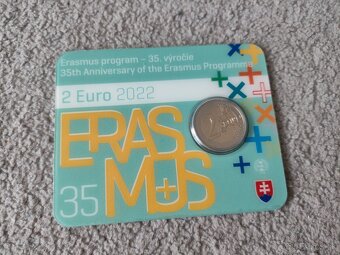 Erasmus program – 35. výročie
35th Anniversary of the Erasmus Programme
2 Euro 2022
ERAS
MUS
35